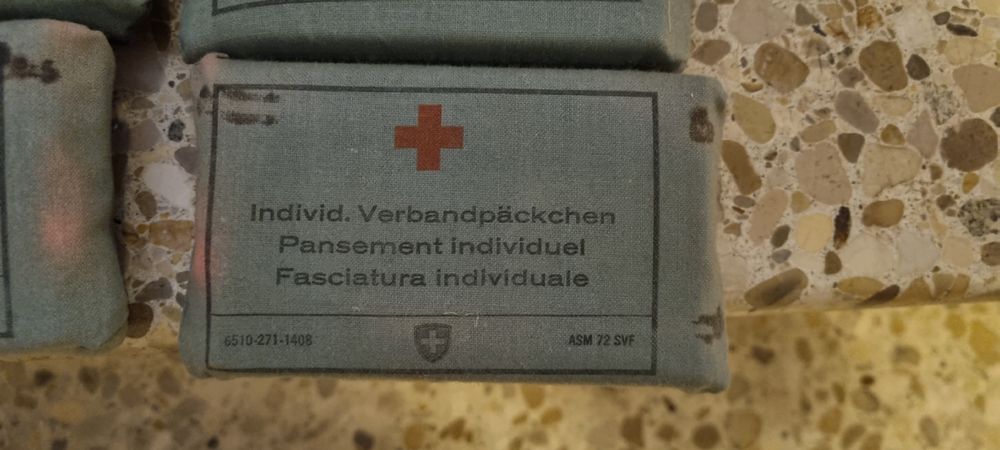 Individ. Verbandpäckchen
Pansement individuel
Fasciatura individuale
6510-271-1408
ASM 72 SVF